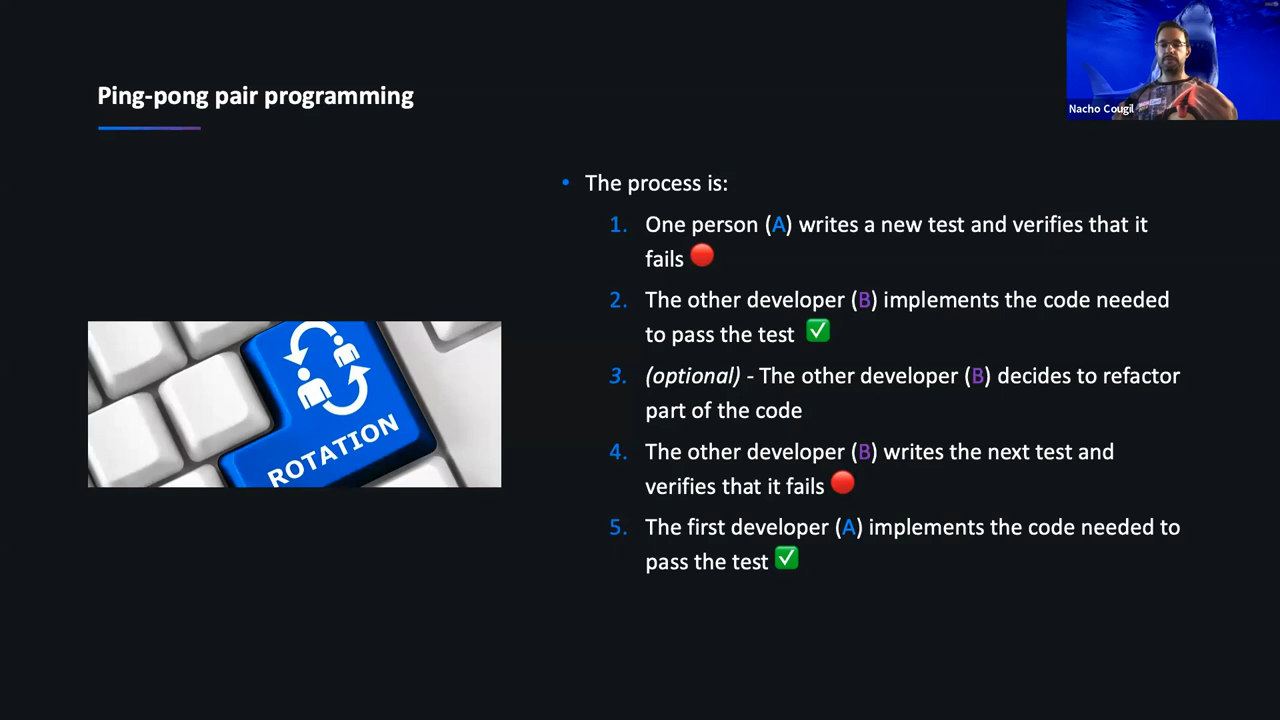 Ping-pong pair programming
Nacho Cougil
• The process is:
1. One person (A) writes a new test and verifies that it
fails 🔴
2. The other developer (B) implements the code needed
to pass the test ✅
3. (optional) - The other developer (B) decides to refactor
part of the code
4. The other developer (B) writes the next test and
verifies that it fails 🔴
5. The first developer (A) implements the code needed to
pass the test ✅
ROTATION